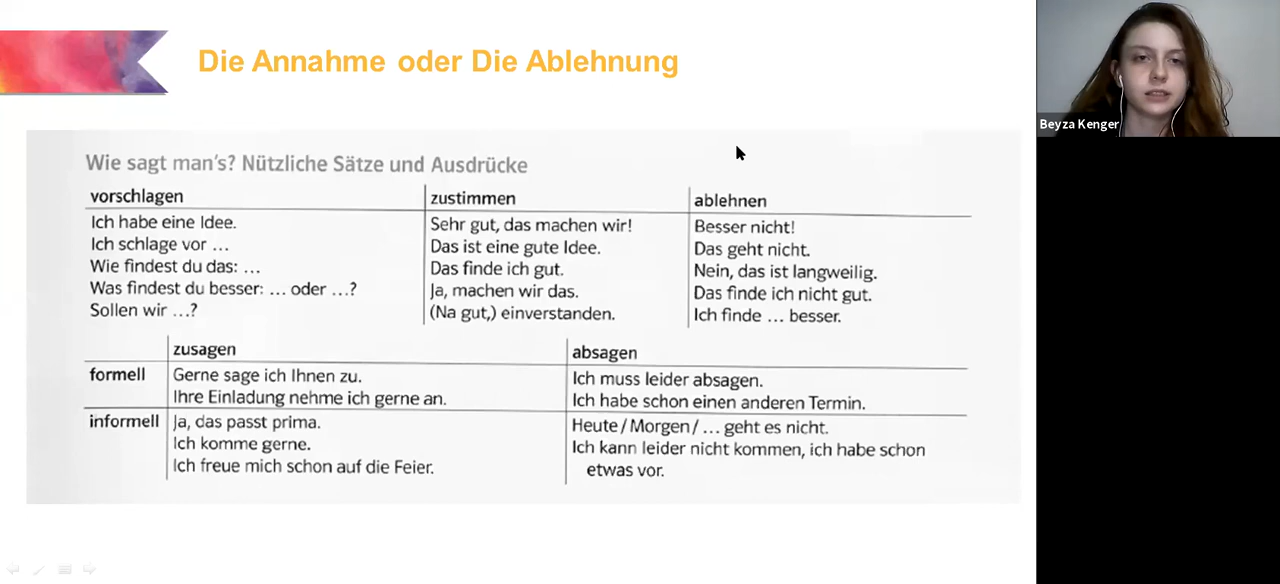 Die Annahme oder Die Ablehnung
Beyza Kenger
Wie sagt man's? Nützliche Sätze und Ausdrücke
vorschlagen zustimmen ablehnen
Ich habe eine Idee. Sehr gut, das machen wir! Besser nicht!
Ich schlage vor ... Das ist eine gute Idee. Das geht nicht.
Wie findest du das: ... Das finde ich gut. Nein, das ist langweilig.
Was findest du besser: ... oder ...? Ja, machen wir das. Das finde ich nicht gut.
Sollen wir ...? (Na gut,) einverstanden. Ich finde ... besser.
zusagen absagen
formell Gerne sage ich Ihnen zu. Ich muss leider absagen.
Ihre Einladung nehme ich gerne an. Ich habe schon einen anderen Termin.
informell Ja, das passt prima. Heute / Morgen / ... geht es nicht.
Ich komme gerne. Ich kann leider nicht kommen, ich habe schon
Ich freue mich schon auf die Feier. etwas vor.